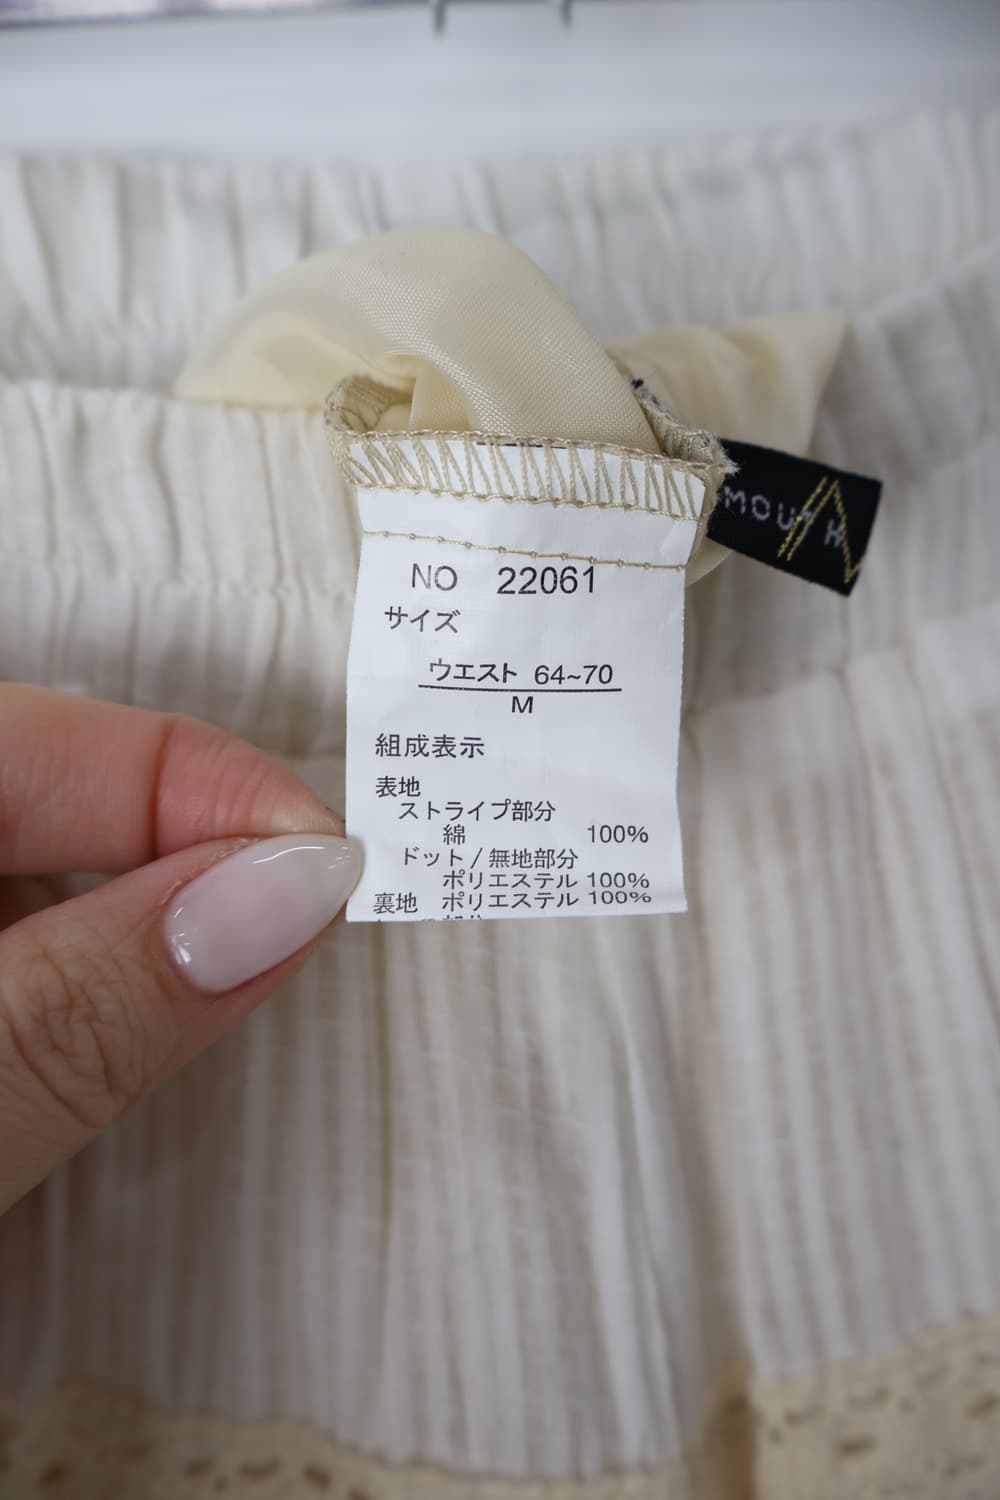 MOUTH
NO 22061
サイズ
ウエスト 64~70
M
組成表示
表地
ストライプ部分
綿 100%
ドット/無地部分
ポリエステル 100%
裏地 ポリエステル 100%